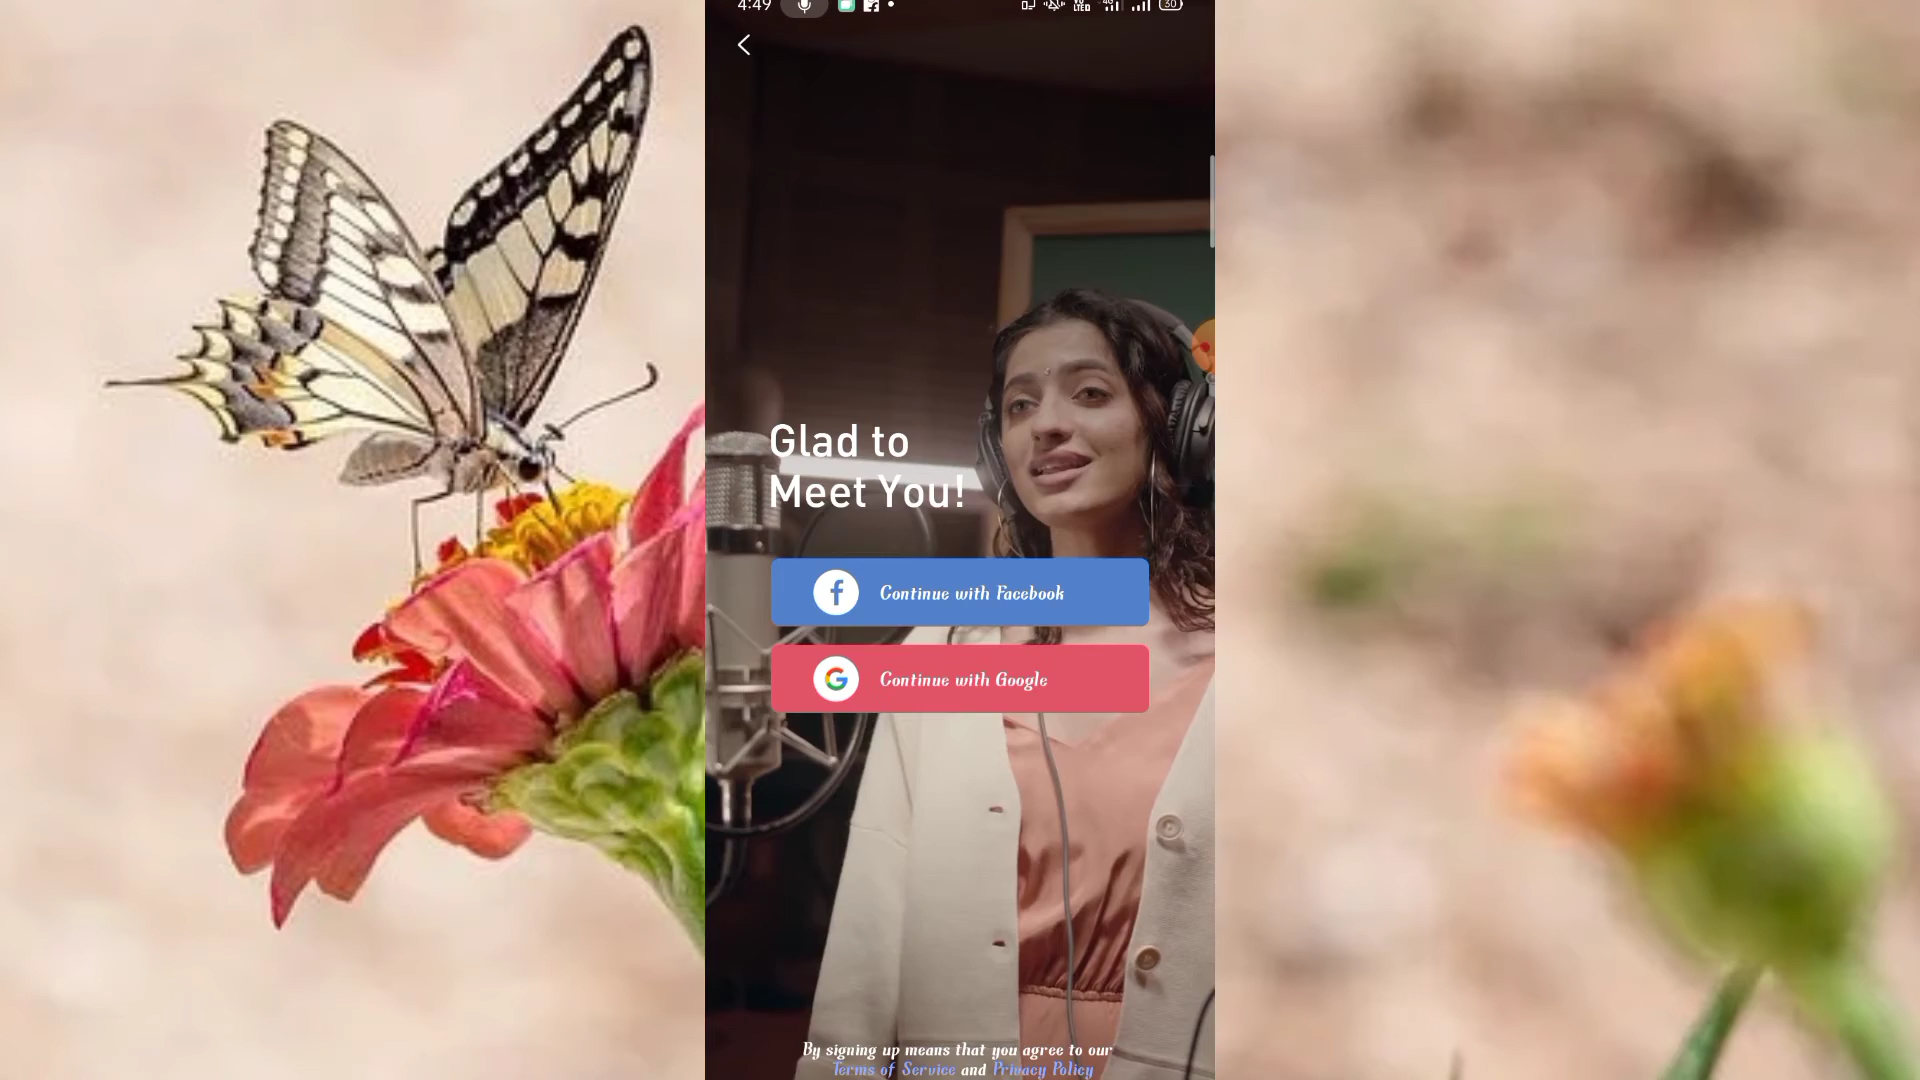 4:49
30
Glad to
Meet You!
Continue with Facebook
Continue with Google
By signing up means that you agree to our
Terms of Service and Privacy Policy